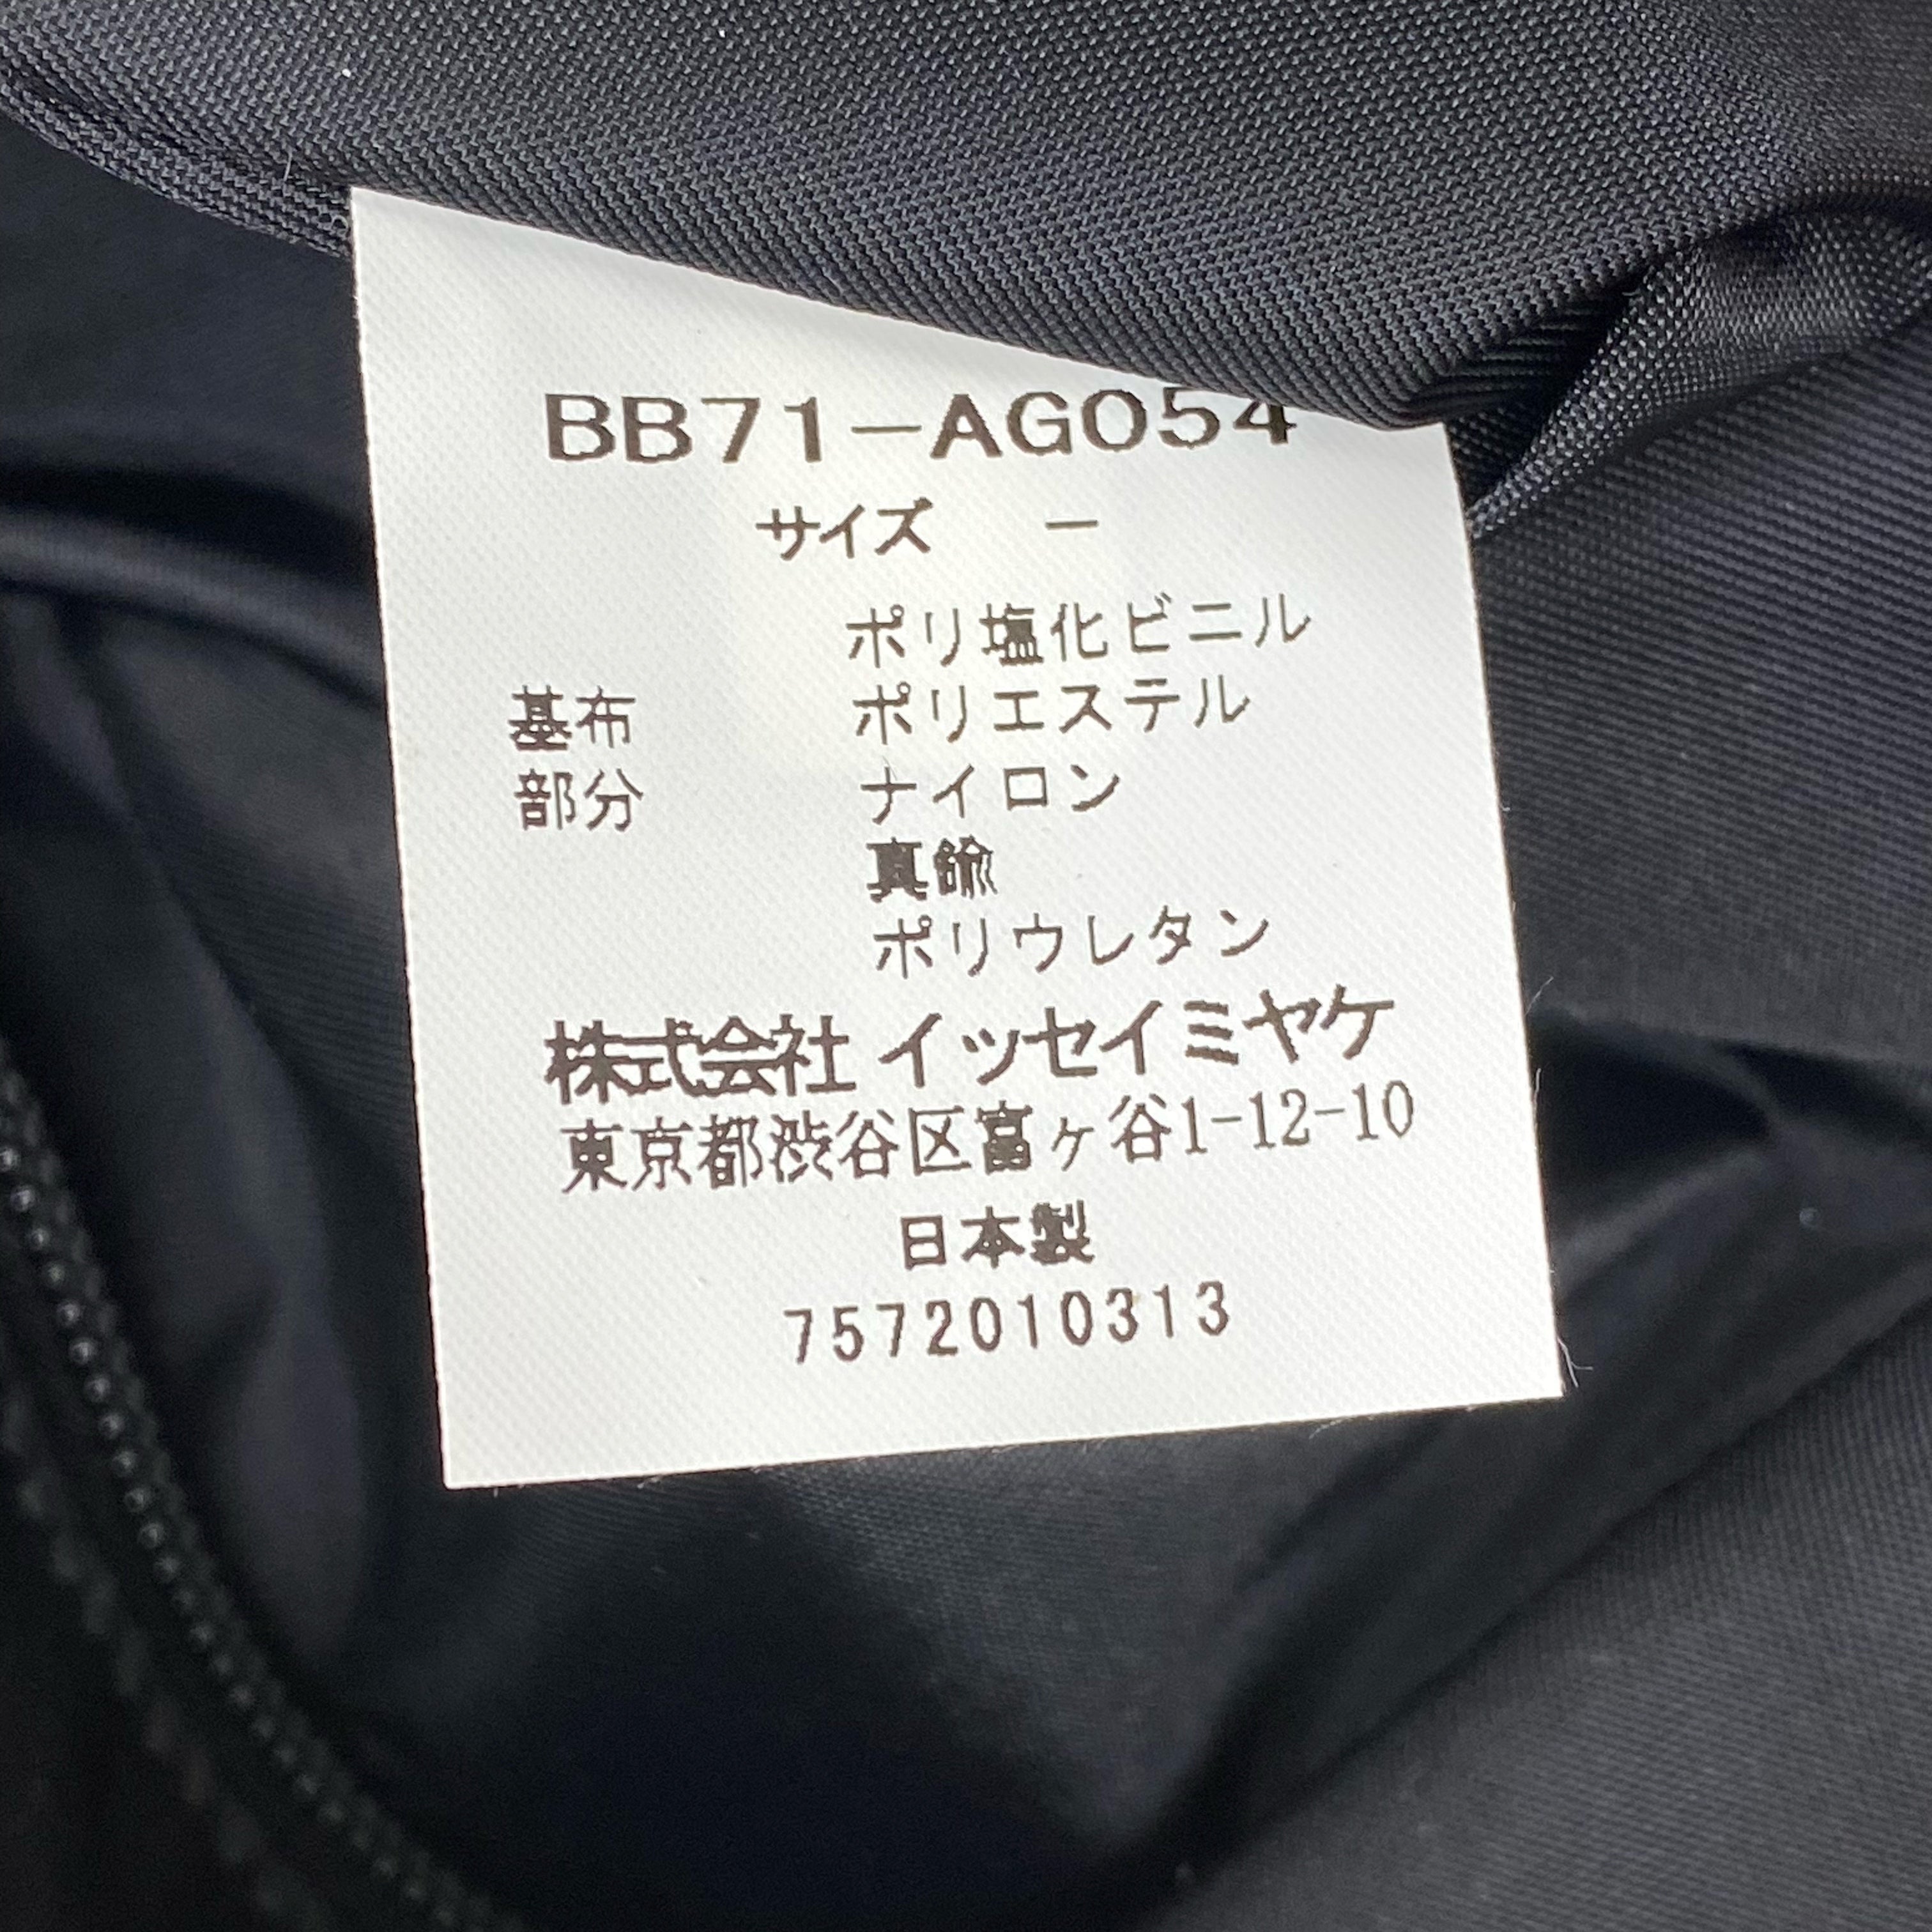 BB71-AG054
サイズ -
ポリ塩化ビニル
基布 ポリエステル
部分 ナイロン
真鍮
ポリウレタン
株式会社 イッセイミヤケ
東京都渋谷区富ヶ谷1-12-10
日本製
7572010313